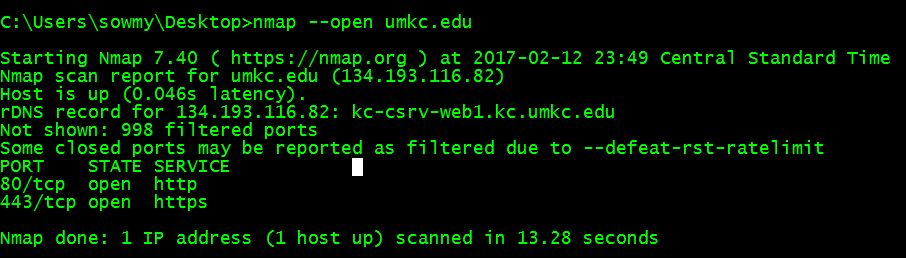 C:\Users\sowmy\Desktop>nmap --open umkc.edu
Starting Nmap 7.40 ( https://nmap.org ) at 2017-02-12 23:49 Central Standard Time
Nmap scan report for umkc.edu (134.193.116.82)
Host is up (0.046s latency).
rDNS record for 134.193.116.82: kc-csrv-web1.kc.umkc.edu
Not shown: 998 filtered ports
Some closed ports may be reported as filtered due to --defeat-rst-ratelimit
PORT    STATE SERVICE
80/tcp  open  http
443/tcp open  https
Nmap done: 1 IP address (1 host up) scanned in 13.28 seconds